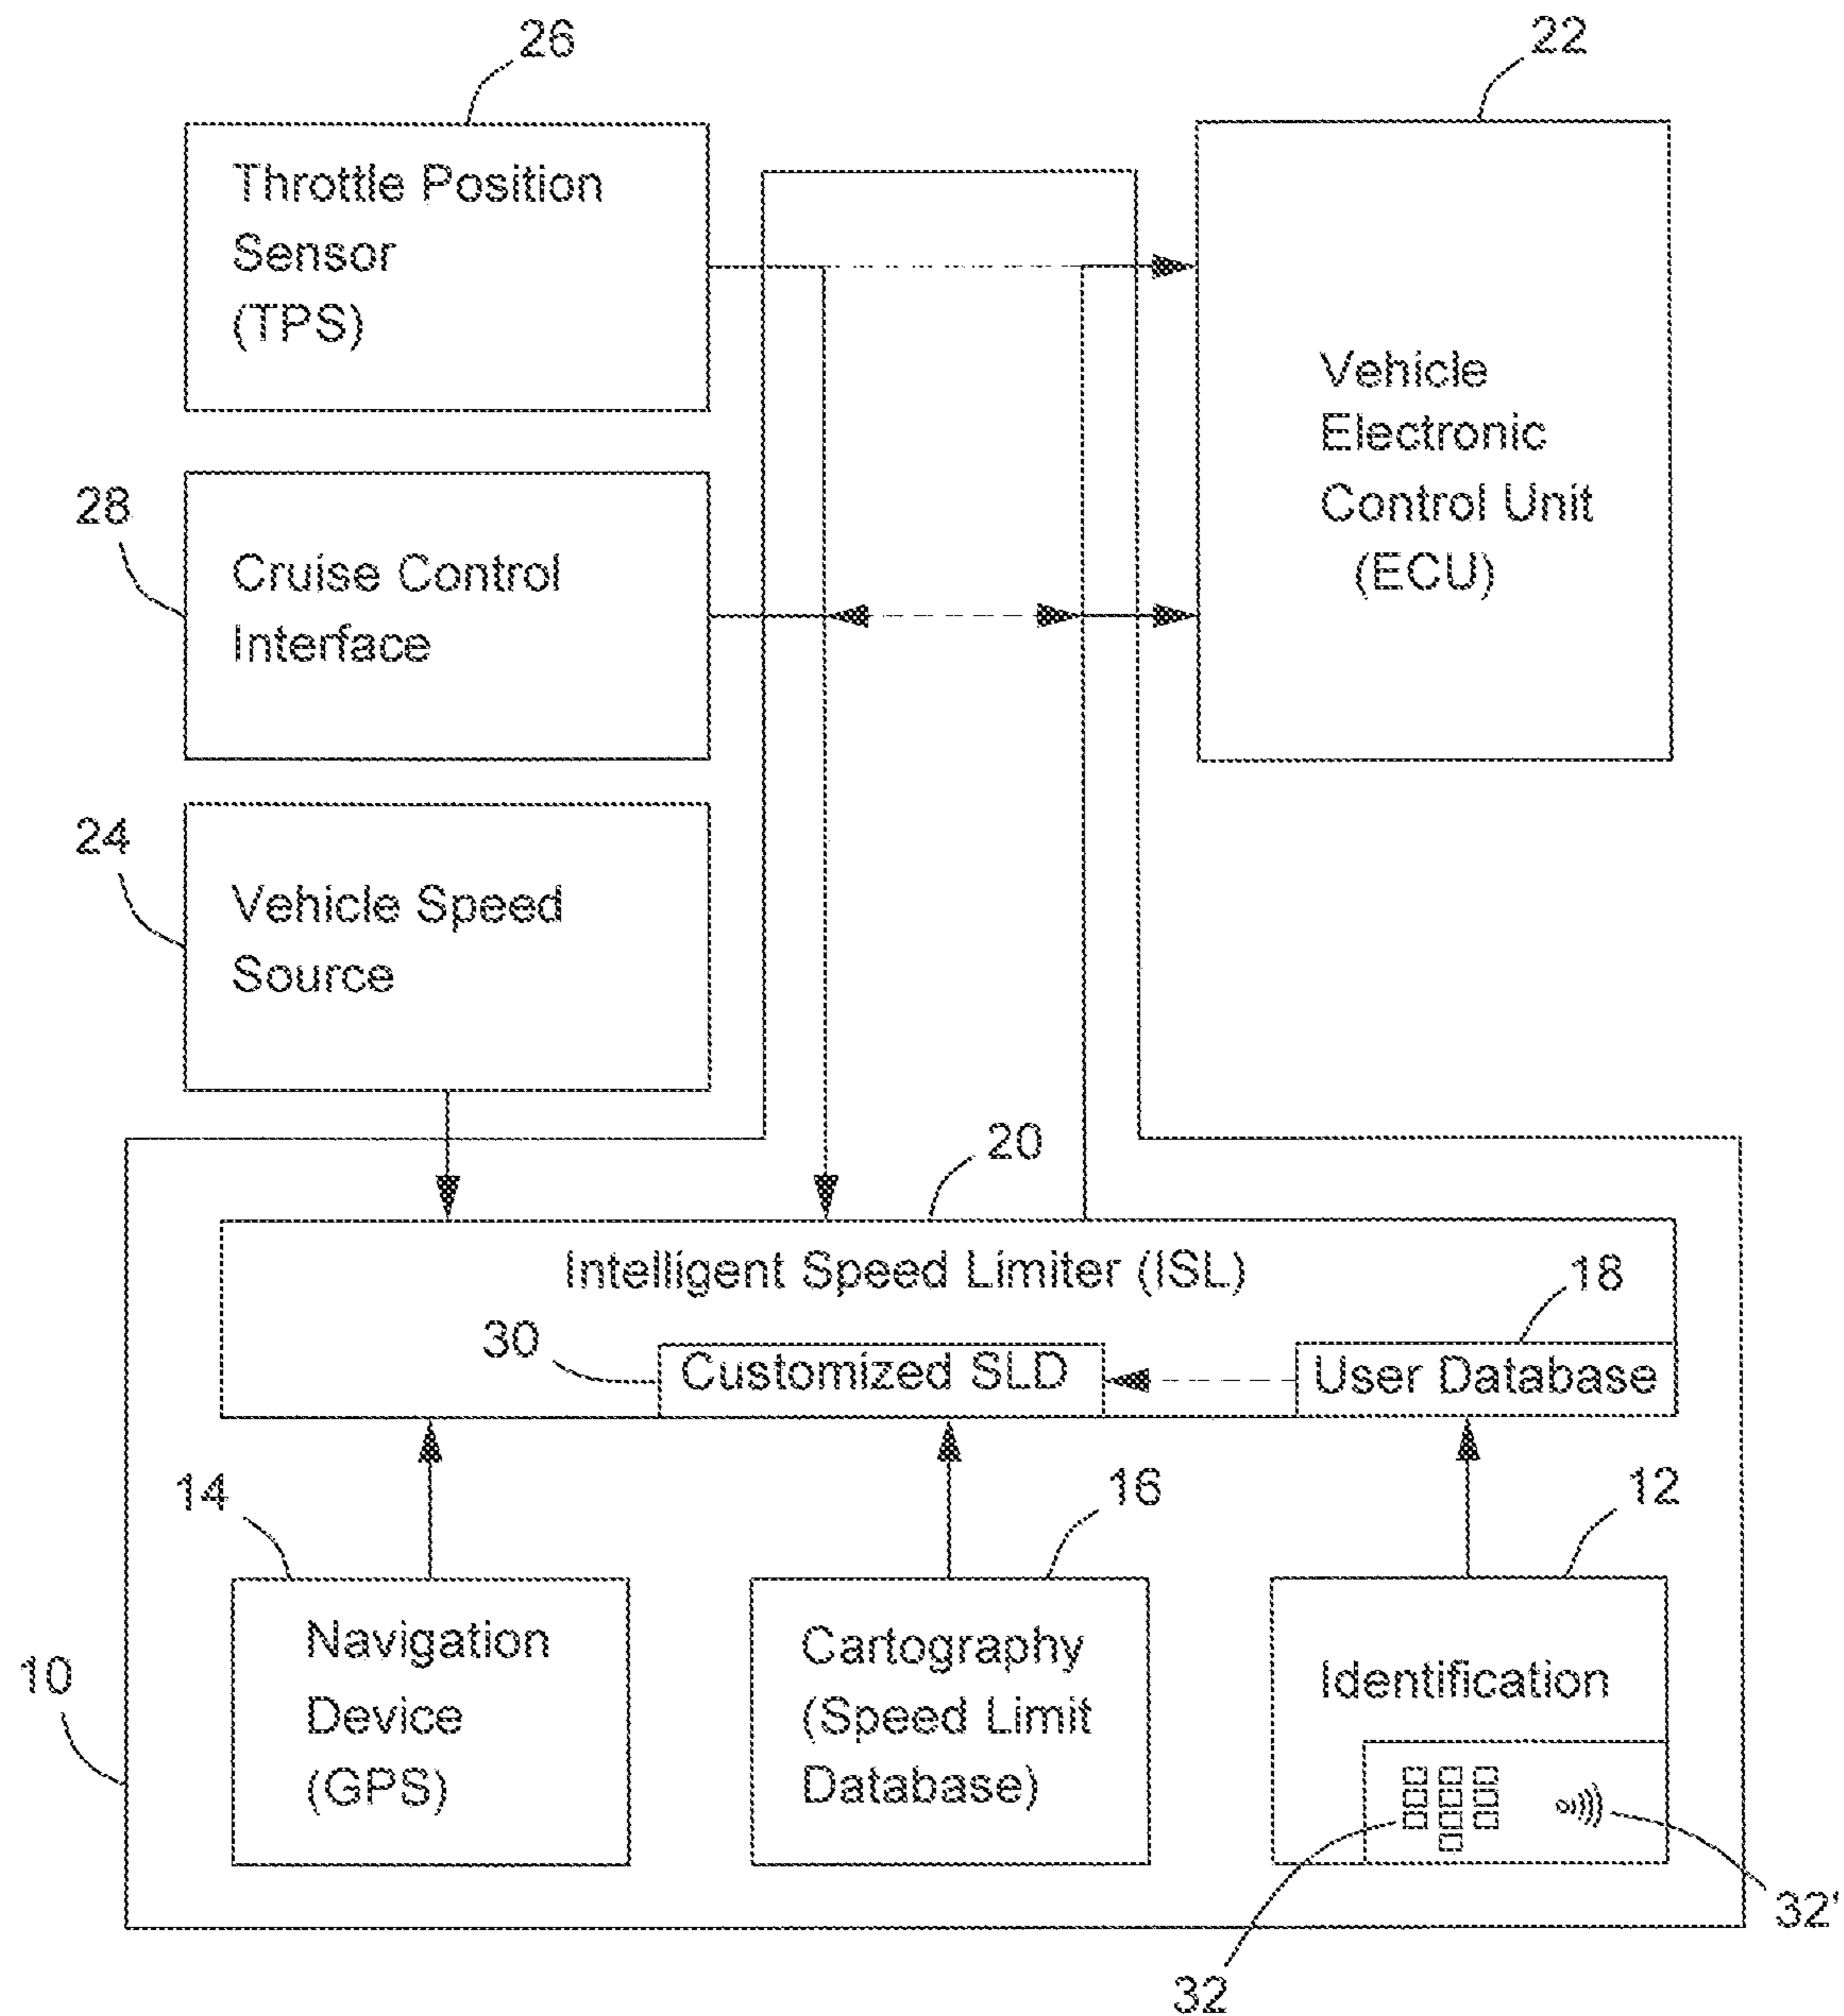 26
22
Throttle Position
Sensor
(TPS)
Vehicle
Electronic
Control Unit
(ECU)
28
Cruise Control
Interface
24
Vehicle Speed
Source
20
Intelligent Speed Limiter (ISL)
18
30
Customized SLD
User Database
14
16
12
Navigation
Device
(GPS)
Cartography
(Speed Limit
Database)
Identification
10
32
32'